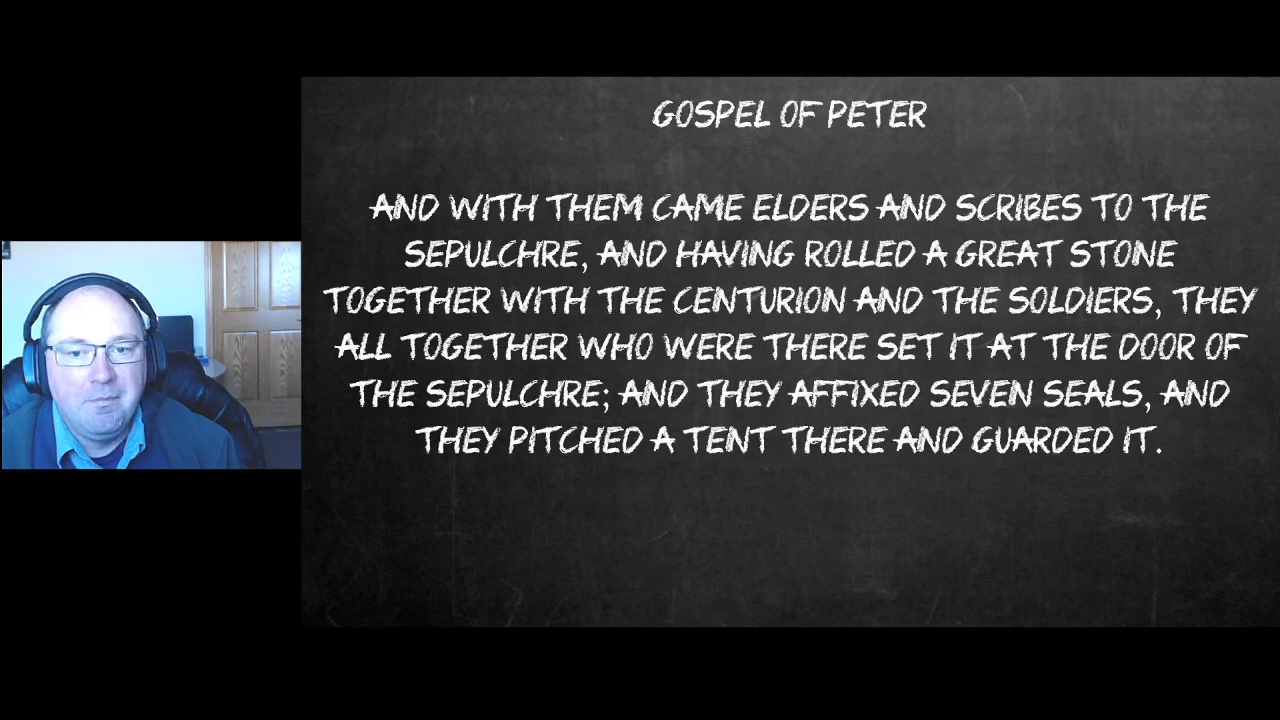 GOSPEL OF PETER
AND WITH THEM CAME ELDERS AND SCRIBES TO THE
SEPULCHRE, AND HAVING ROLLED A GREAT STONE
TOGETHER WITH THE CENTURION AND THE SOLDIERS, THEY
ALL TOGETHER WHO WERE THERE SET IT AT THE DOOR OF
THE SEPULCHRE; AND THEY AFFIXED SEVEN SEALS, AND
THEY PITCHED A TENT THERE AND GUARDED IT.